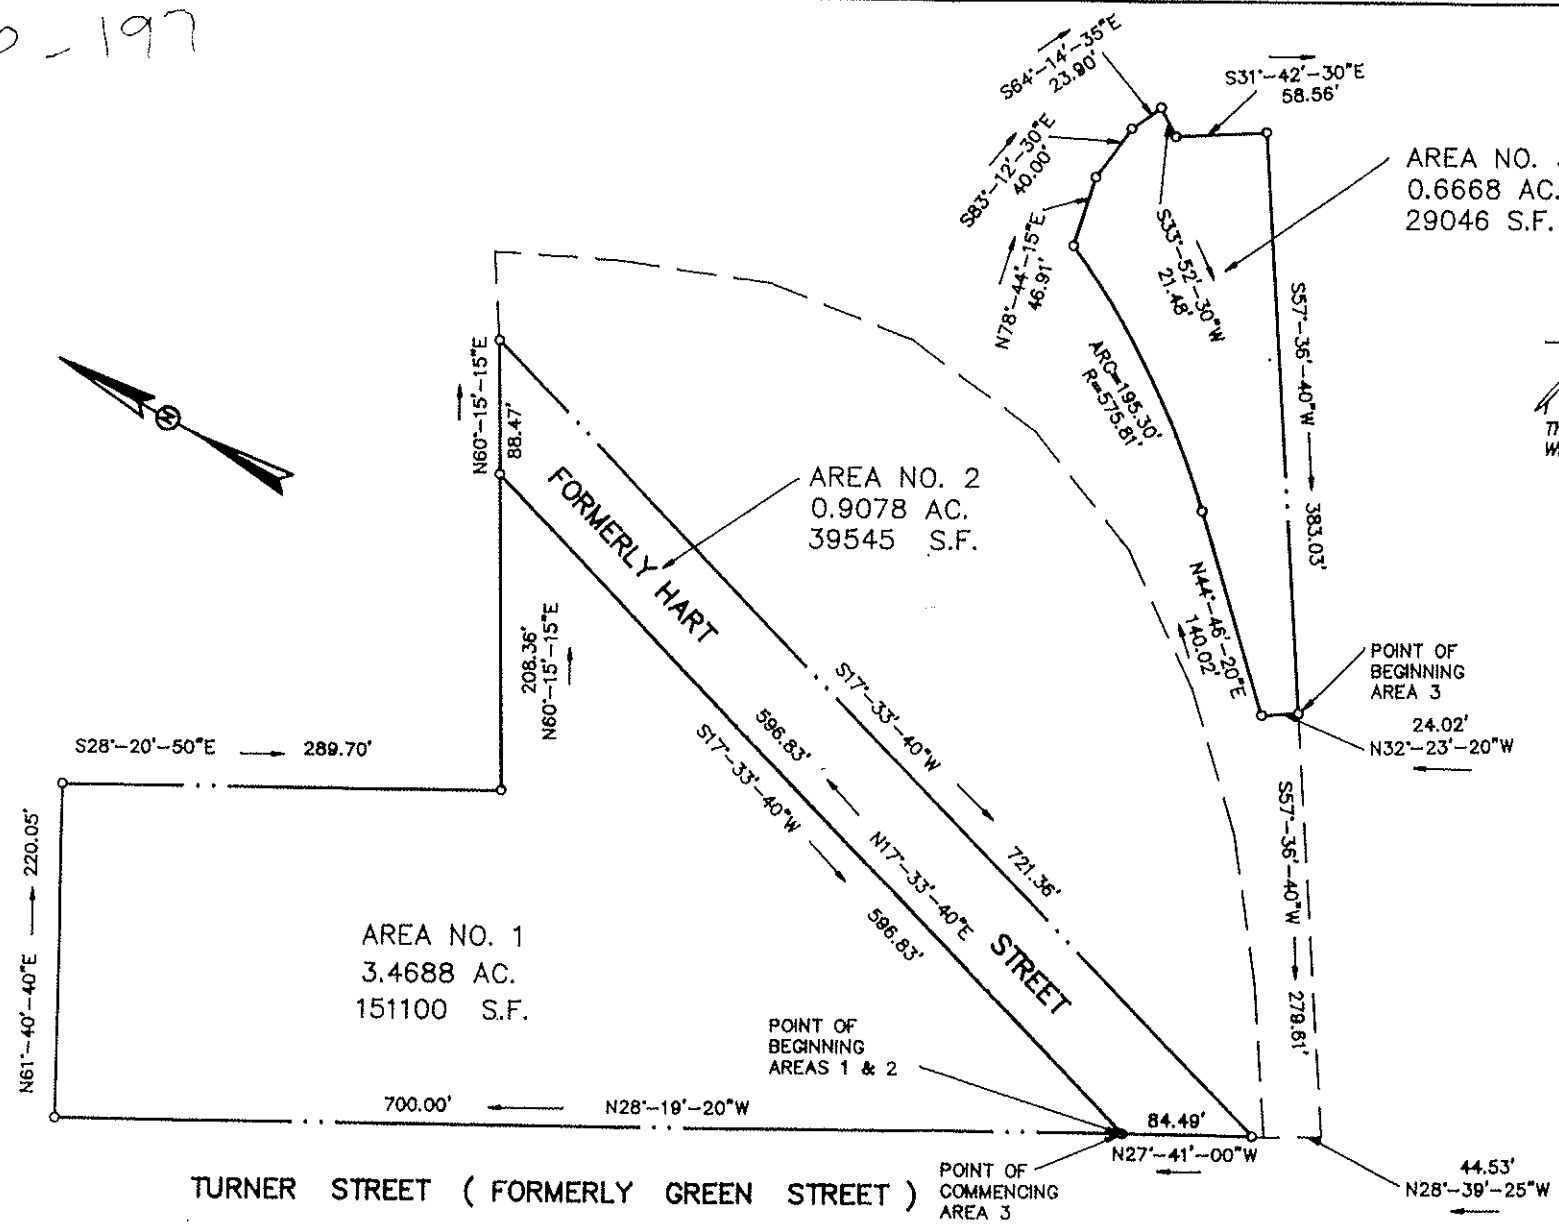 - 197
S64°-14'-35"E
23.90'
S31°-42'-30"E
58.56'
S83°-12'-30"E
40.00'
AREA NO.
0.6668 AC.
29046 S.F.
N78°-44'-15"E
46.91'
S33°-52'-30"W
21.48'
S57°-36'-40"W
383.03'
ARC=195.30'
R=575.81'
N60°-15'-15"E
88.47'
AREA NO. 2
0.9078 AC.
39545 S.F.
FORMERLY HART
STREET
N44°-46'-20"E
140.02'
208.36'
N60°-15'-15"E
POINT OF
BEGINNING
AREA 3
24.02'
N32°-23'-20"W
S17°-33'-40"W
721.36'
596.83'
N17°-33'-40"E
S17°-33'-40"W
596.83'
S28°-20'-50"E
289.70'
S57°-36'-40"W
279.61'
N61°-40'-40"E
220.05'
AREA NO. 1
3.4688 AC.
151100 S.F.
POINT OF
BEGINNING
AREAS 1 & 2
700.00'
N28°-19'-20"W
84.49'
N27°-41'-00"W
TURNER STREET ( FORMERLY GREEN STREET )
POINT OF
COMMENCING
AREA 3
44.53'
N28°-39'-25"W